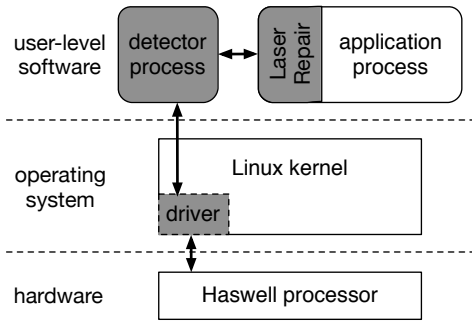 user-level
software
detector
process
Laser
Repair
application
process
operating
system
Linux kernel
driver
hardware
Haswell processor